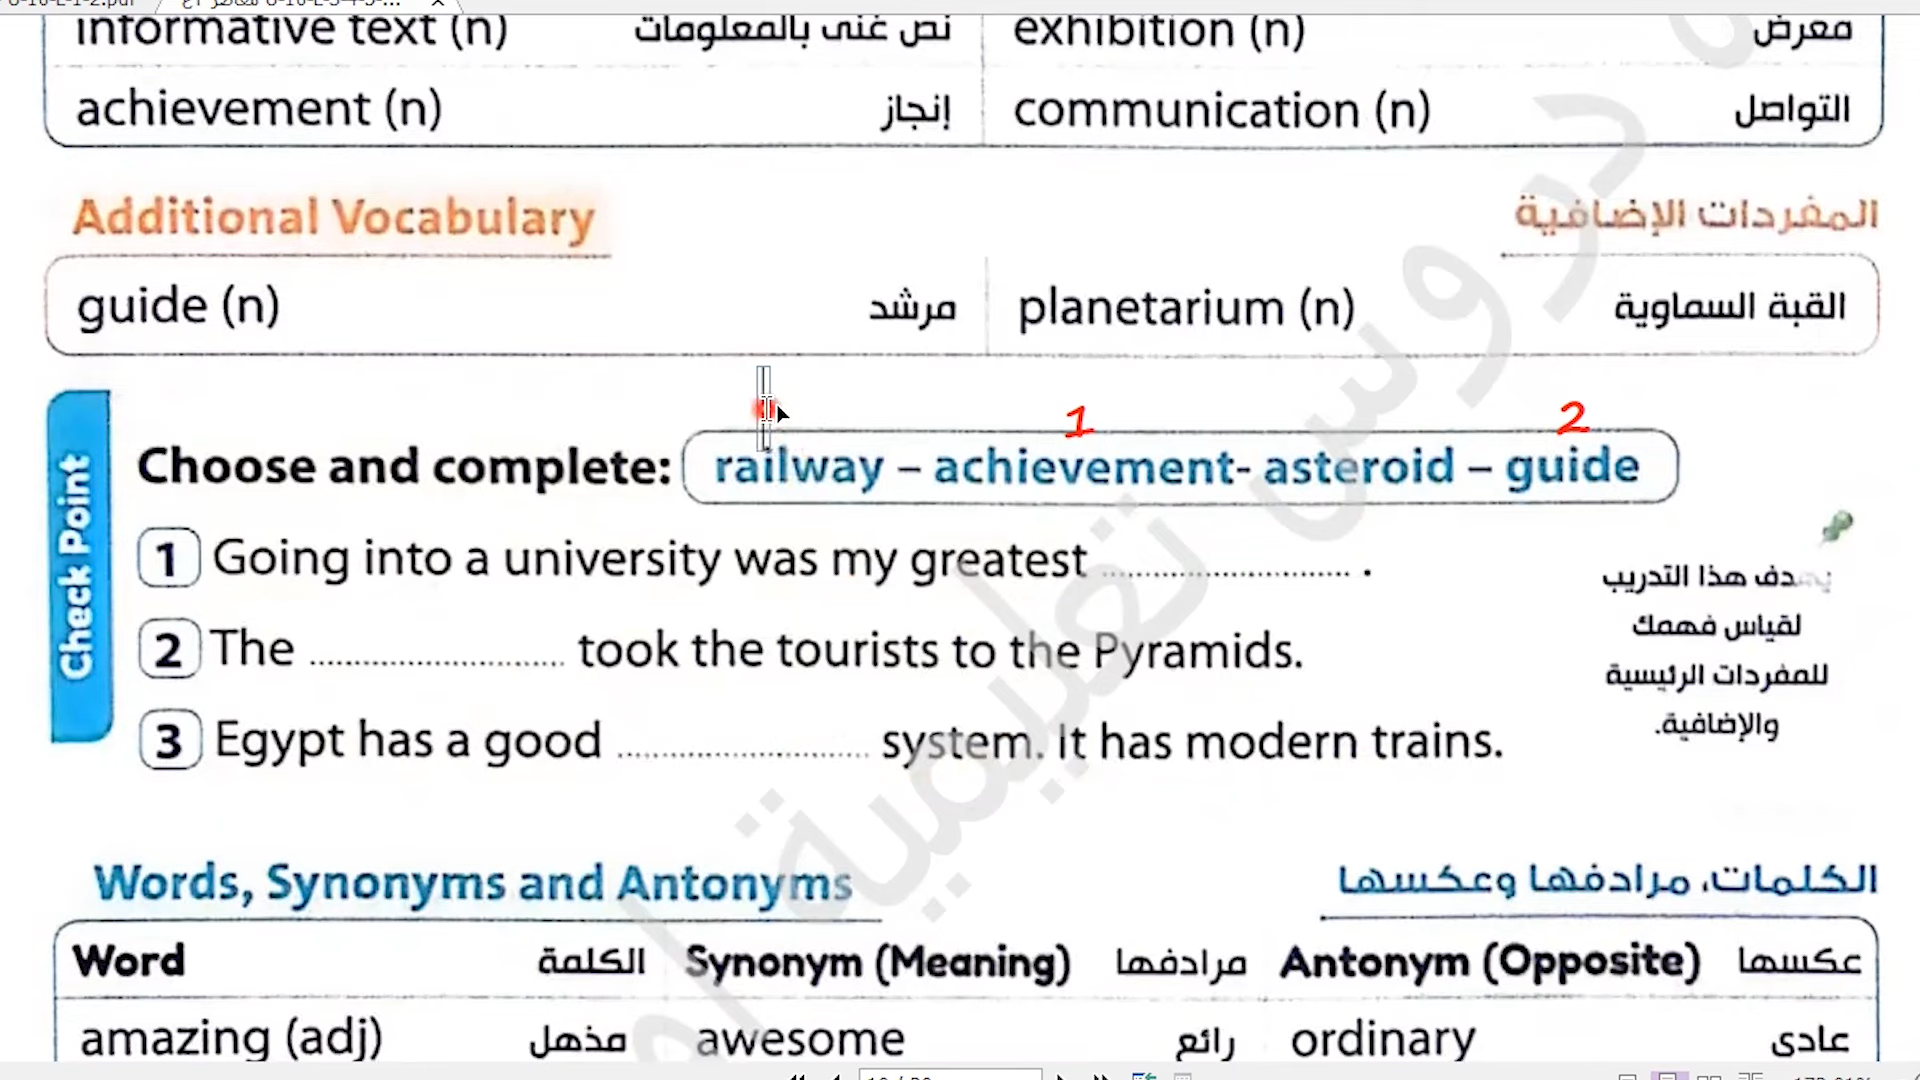 informative text (n) نص غنى بالمعلومات exhibition (n) معرض
achievement (n) إنجاز communication (n) التواصل
Additional Vocabulary المفردات الإضافية
guide (n) مرشد planetarium (n) القبة السماوية
1 2
Check Point
Choose and complete: railway – achievement- asteroid – guide
1 Going into a university was my greatest ........................ .
2 The ........................ took the tourists to the Pyramids.
3 Egypt has a good ........................ system. It has modern trains.
هذا التدريب
لقياس فهمك
للمفردات الرئيسية
والإضافية.
دروس تعليمية
Words, Synonyms and Antonyms الكلمات، مرادفها وعكسها
Word الكلمة Synonym (Meaning) مرادفها Antonym (Opposite) عكسها
amazing (adj) مذهل awesome رائع ordinary عادى